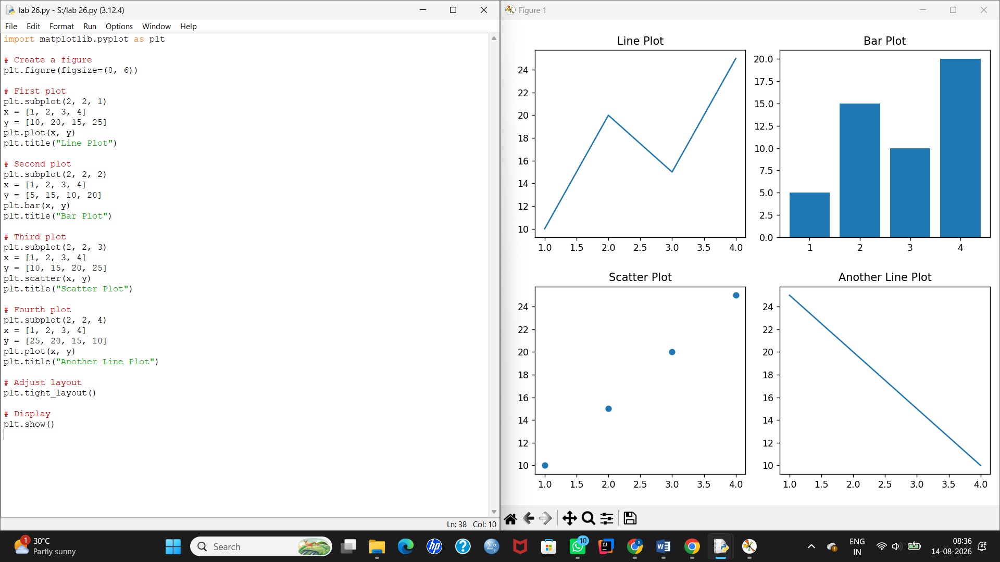 lab 26.py - S:/lab 26.py (3.12.4)
File Edit Format Run Options Window Help
import matplotlib.pyplot as plt
# Create a figure
plt.figure(figsize=(8, 6))
# First plot
plt.subplot(2, 2, 1)
x = [1, 2, 3, 4]
y = [10, 20, 15, 25]
plt.plot(x, y)
plt.title("Line Plot")
# Second plot
plt.subplot(2, 2, 2)
x = [1, 2, 3, 4]
y = [5, 15, 10, 20]
plt.bar(x, y)
plt.title("Bar Plot")
# Third plot
plt.subplot(2, 2, 3)
x = [1, 2, 3, 4]
y = [10, 15, 20, 25]
plt.scatter(x, y)
plt.title("Scatter Plot")
# Fourth plot
plt.subplot(2, 2, 4)
x = [1, 2, 3, 4]
y = [25, 20, 15, 10]
plt.plot(x, y)
plt.title("Another Line Plot")
# Adjust layout
plt.tight_layout()
# Display
plt.show()
Ln: 38 Col: 10
Figure 1
Line Plot
24
22
20
18
16
14
12
10
1.0 1.5 2.0 2.5 3.0 3.5 4.0
Bar Plot
20.0
17.5
15.0
12.5
10.0
7.5
5.0
2.5
0.0
1 2 3 4
Scatter Plot
24
22
20
18
16
14
12
10
1.0 1.5 2.0 2.5 3.0 3.5 4.0
Another Line Plot
24
22
20
18
16
14
12
10
1.0 1.5 2.0 2.5 3.0 3.5 4.0
1
30°C
Partly sunny
Search
hp
10
IJ
ENG
IN
08:36
14-08-2026